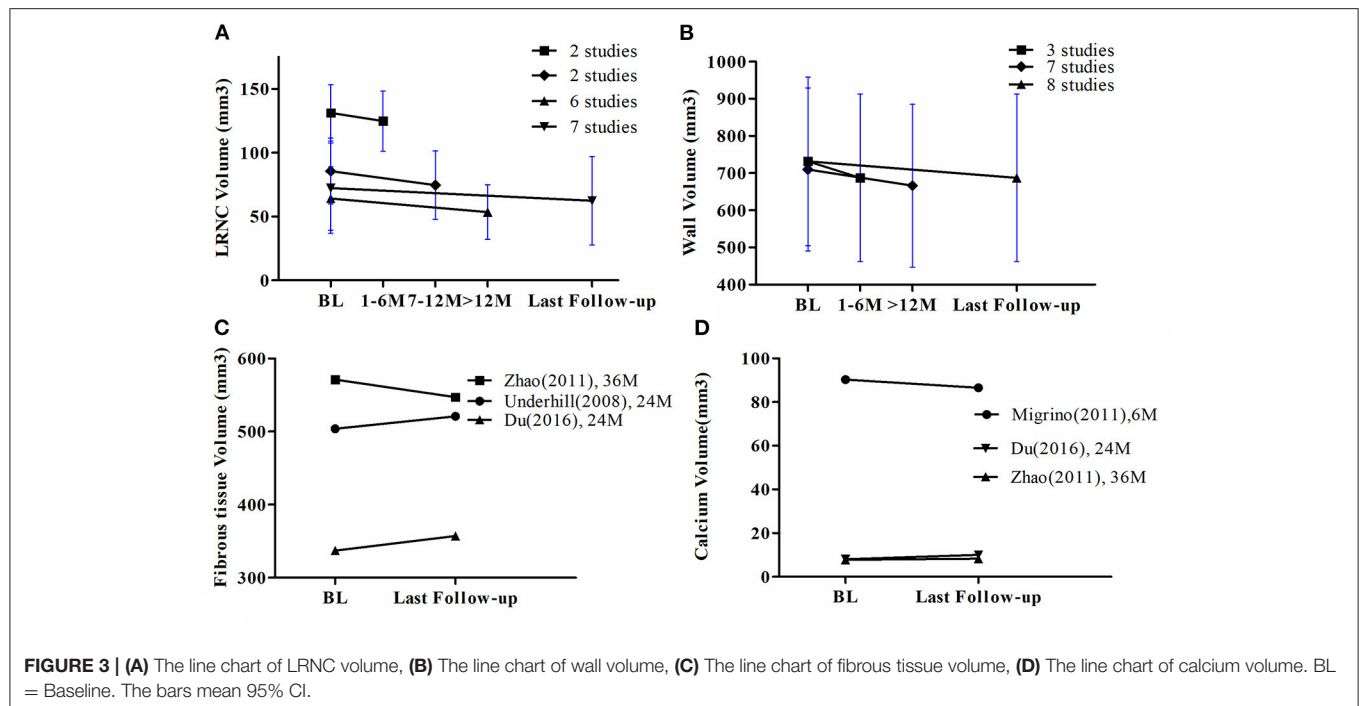 A
2 studies
2 studies
6 studies
7 studies
LRNC Volume (mm3)
150
100
50
0
BL 1-6M 7-12M >12M Last Follow-up
B
3 studies
7 studies
8 studies
Wall Volume (mm3)
1000
900
800
700
600
500
400
BL 1-6M >12M Last Follow-up
C
Zhao(2011), 36M
Underhill(2008), 24M
Du(2016), 24M
Fibrous tissue Volume (mm3)
600
500
400
300
BL Last Follow-up
D
Migrino(2011),6M
Du(2016), 24M
Zhao(2011), 36M
Calcium Volume(mm3)
100
80
60
40
20
0
BL Last Follow-up
FIGURE 3 | (A) The line chart of LRNC volume, (B) The line chart of wall volume, (C) The line chart of fibrous tissue volume, (D) The line chart of calcium volume. BL
= Baseline. The bars mean 95% CI.